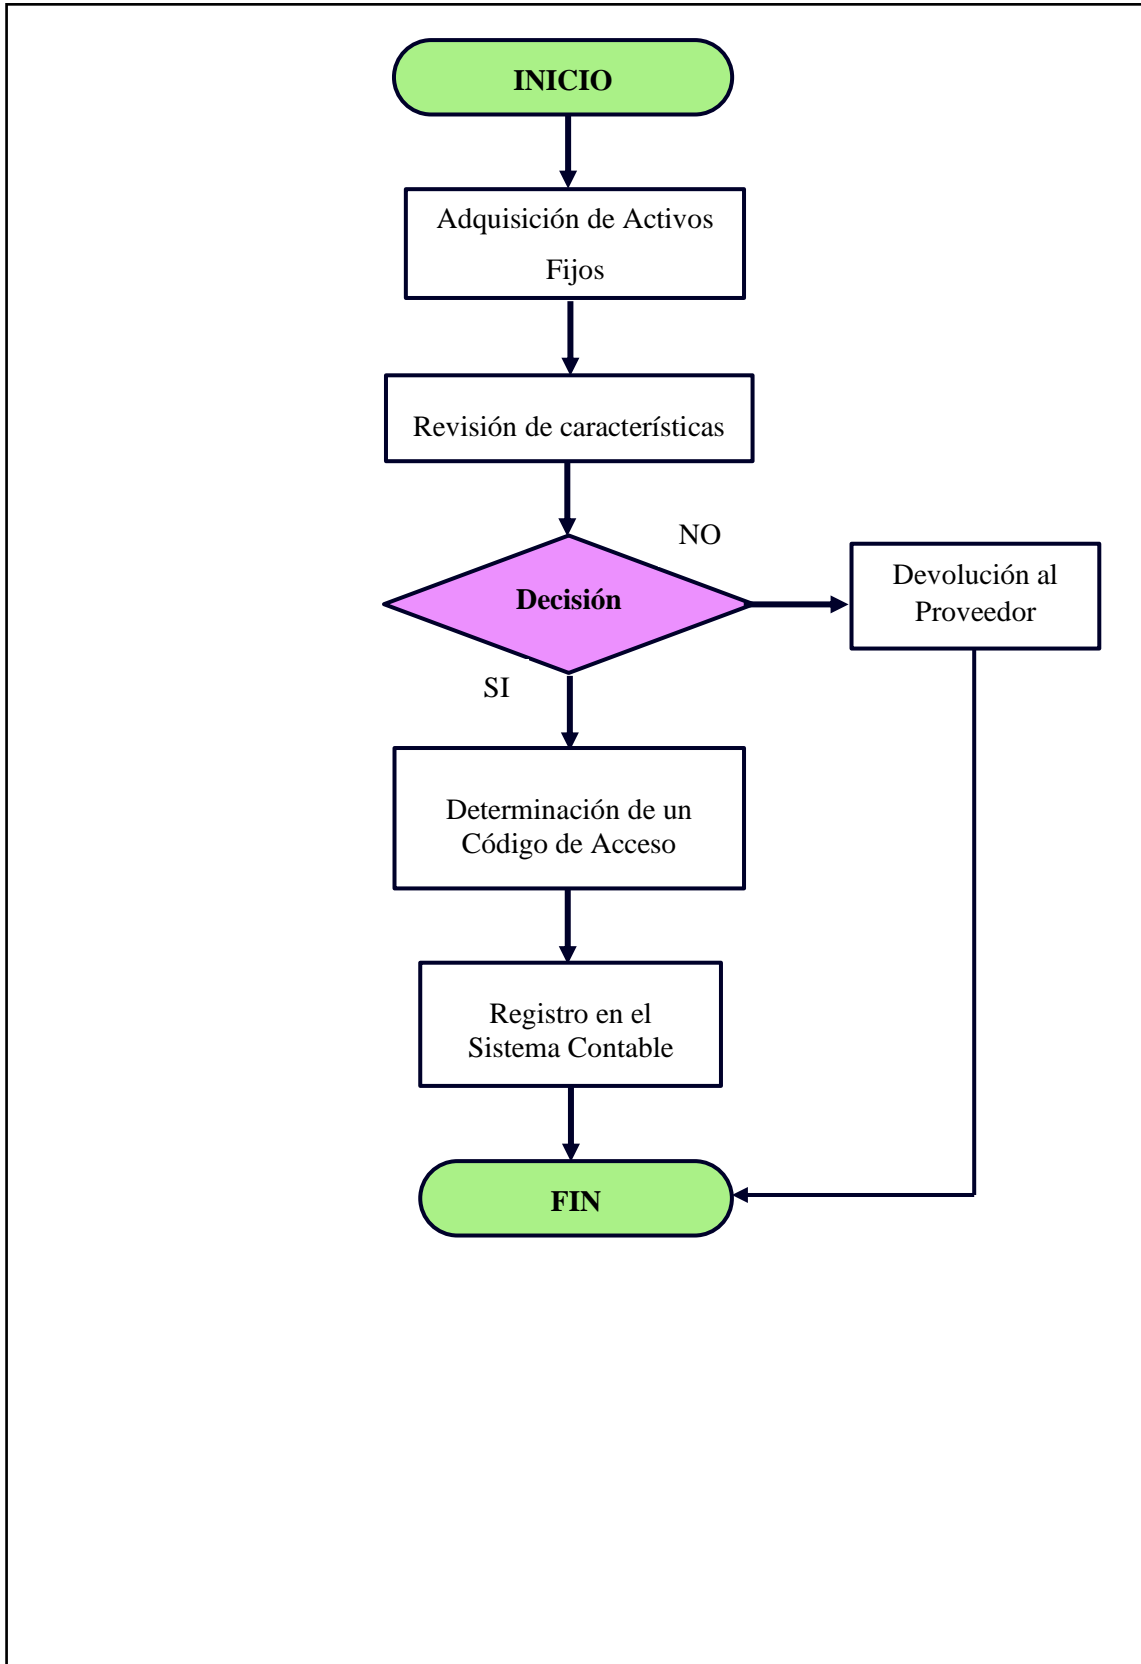 INICIO
Adquisición de Activos
Fijos
Revisión de característísticas
NO
Decisión
Devolución al
Proveedor
SI
Determinación de un
Código de Acceso
Registro en el
Sistema Contable
FIN